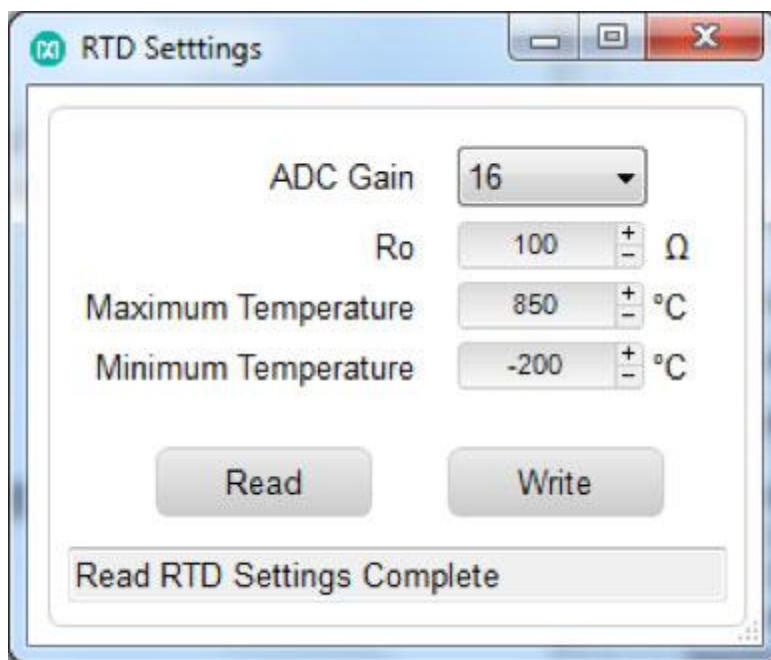 RTD Setttings
ADC Gain 16
Ro 100 Ω
Maximum Temperature 850 °C
Minimum Temperature -200 °C
Read Write
Read RTD Settings Complete